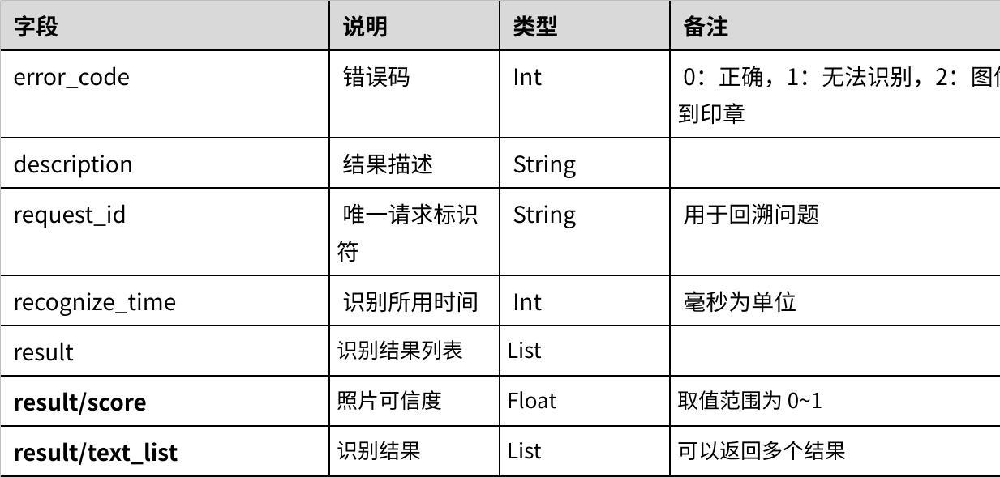 字段 说明 类型 备注
error_code 错误码 Int 0：正确，1：无法识别，2：图
到印章
description 结果描述 String
request_id 唯一请求标识 String 用于回溯问题
符
recognize_time 识别所用时间 Int 毫秒为单位
result 识别结果列表 List
result/score 照片可信度 Float 取值范围为 0~1
result/text_list 识别结果 List 可以返回多个结果